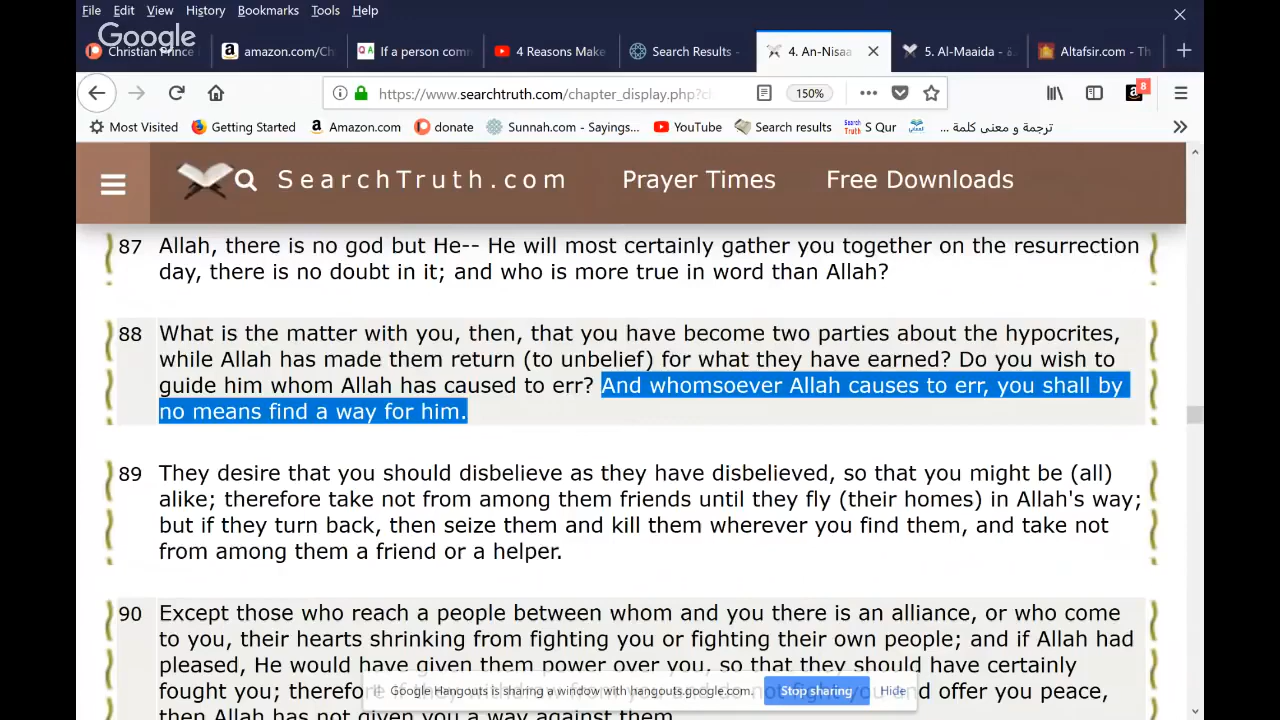 File Edit View History Bookmarks Tools Help
Google
Christian Prince
amazon.com/Ch
If a person com
4 Reasons Make
Search Results -
4. An-Nisaa
5. Al-Maaida -
Altafsir.com - Th
https://www.searchtruth.com/chapter_display.php?c
150%
8
Most Visited Getting Started Amazon.com donate Sunnah.com - Sayings... YouTube Search results Search Truth S Qur ترجمة و معنى كلمة ...
SearchTruth.com Prayer Times Free Downloads
87 Allah, there is no god but He-- He will most certainly gather you together on the resurrection
day, there is no doubt in it; and who is more true in word than Allah?
88 What is the matter with you, then, that you have become two parties about the hypocrites,
while Allah has made them return (to unbelief) for what they have earned? Do you wish to
guide him whom Allah has caused to err? And whomsoever Allah causes to err, you shall by
no means find a way for him.
89 They desire that you should disbelieve as they have disbelieved, so that you might be (all)
alike; therefore take not from among them friends until they fly (their homes) in Allah's way;
but if they turn back, then seize them and kill them wherever you find them, and take not
from among them a friend or a helper.
90 Except those who reach a people between whom and you there is an alliance, or who come
to you, their hearts shrinking from fighting you or fighting their own people; and if Allah had
pleased, He would have given them power over you, so that they should have certainly
fought you; therefore
offer you peace,
Google Hangouts is sharing a window with hangouts.google.com. Stop sharing Hide
then Allah has not given you a way against them.